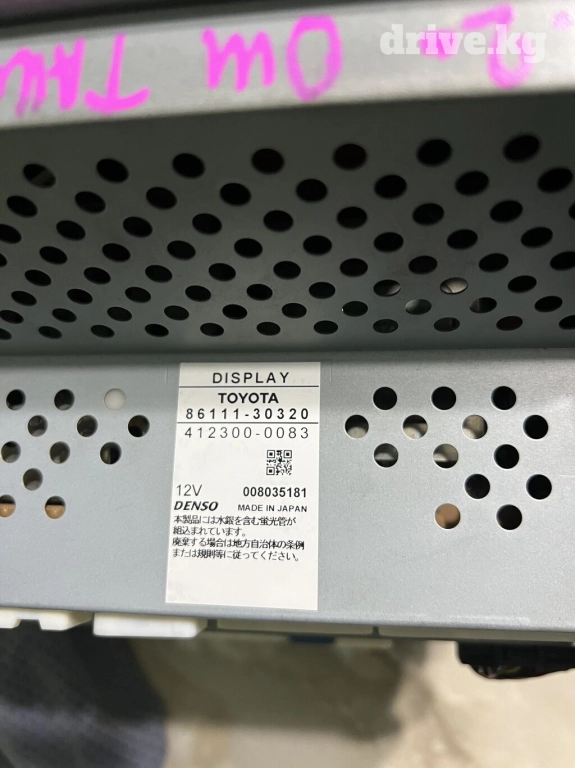 drive.kg
DISPLAY
TOYOTA
86111-30320
412300-0083
12V 008035181
DENSO MADE IN JAPAN
本製品には水銀を含む蛍光管が
組込まれています。
廃棄する場合は地方自治体の条例
または規則等に従ってください。